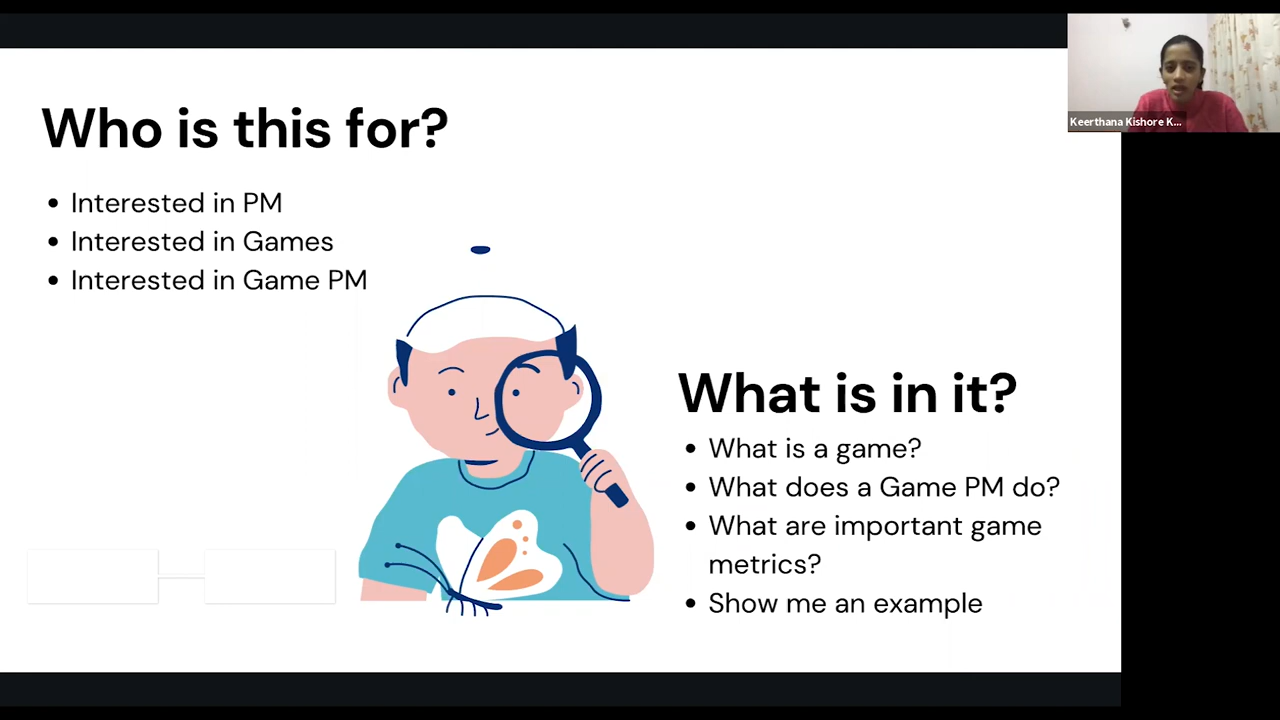 Who is this for?
• Interested in PM
• Interested in Games
• Interested in Game PM
What is in it?
• What is a game?
• What does a Game PM do?
• What are important game
metrics?
• Show me an example
Keerthana Kishore K...